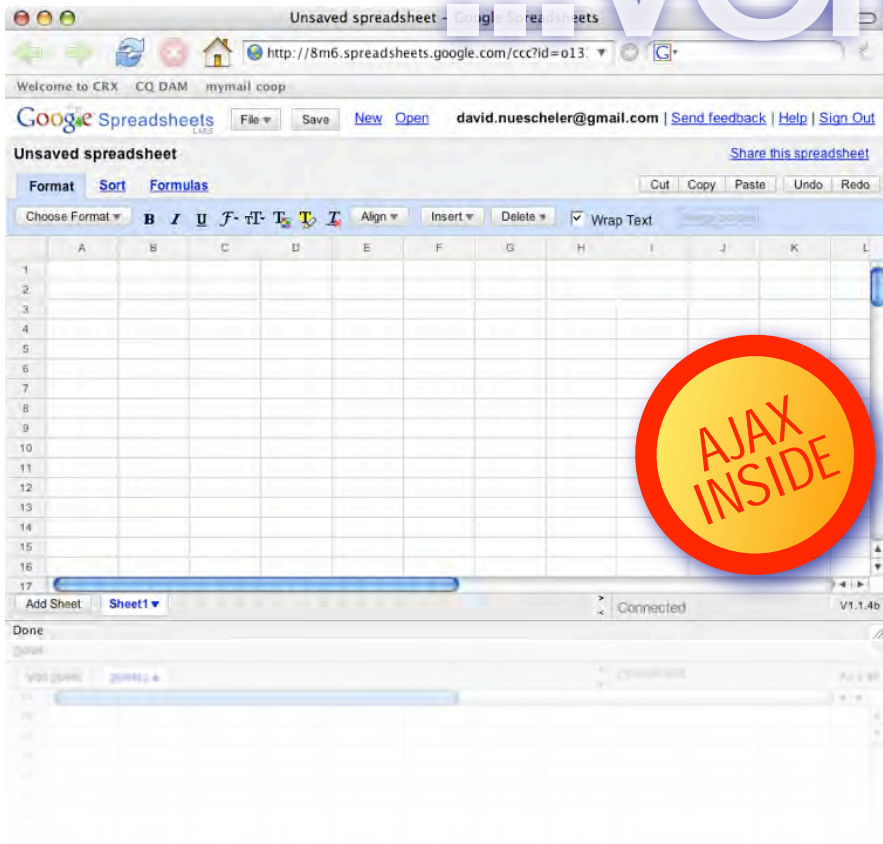 Unsaved spreadsheet - Google Spreadsheets
http://8m6.spreadsheets.google.com/ccc?id=o13
G
Welcome to CRX CQ DAM mymail coop
Google Spreadsheets LABS File Save New Open david.nuescheler@gmail.com | Send feedback | Help | Sign Out
Unsaved spreadsheet Share this spreadsheet
Format Sort Formulas Cut Copy Paste Undo Redo
Choose Format B I U F T T T T Align Insert Delete Wrap Text
A B C D E F G H I J K L
1
2
3
4
5
6
7
8
9
10
11
12
13
14
15
16
17
AJAX
INSIDE
Add Sheet Sheet1 Connected V1.1.4b
Done